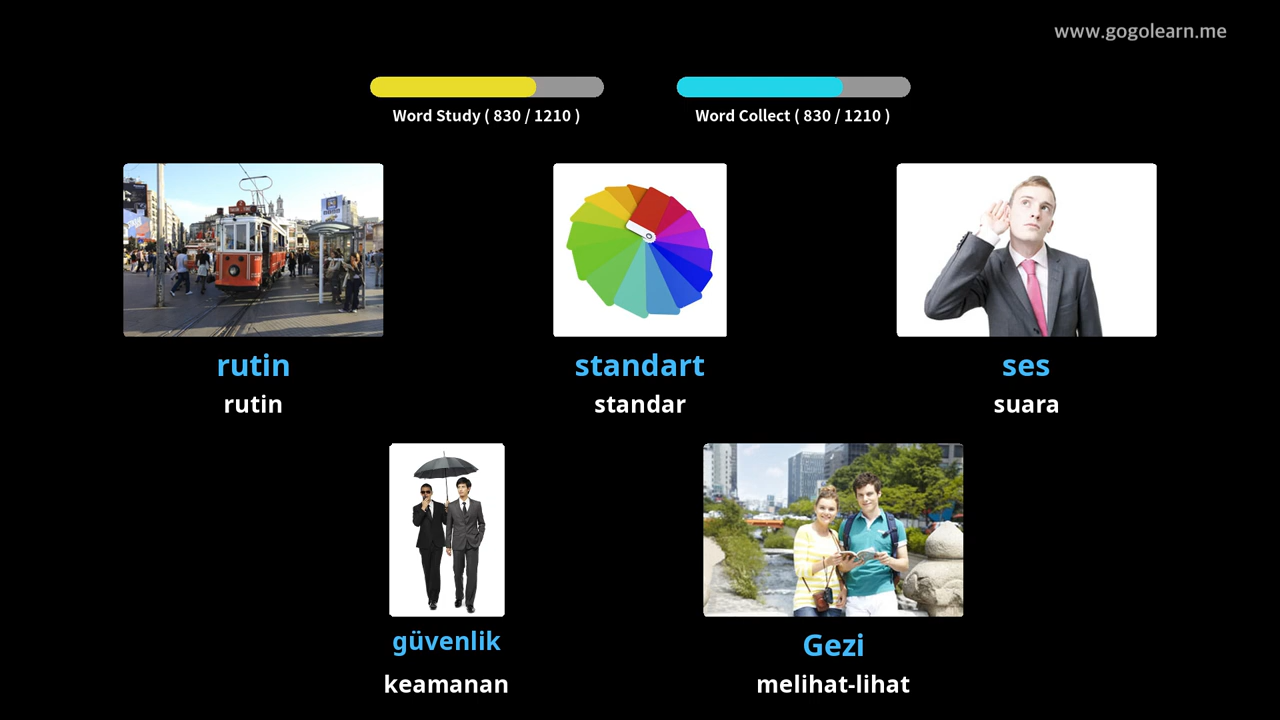 www.gogolearn.me
Word Study ( 830 / 1210 )
Word Collect ( 830 / 1210 )
rutin
rutin
standart
standar
ses
suara
güvenlik
keamanan
Gezi
melihat-lihat